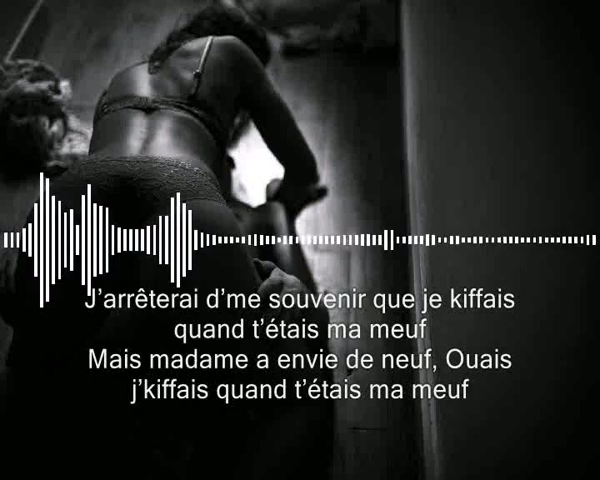 J'arrêterai d'me souvenir que je kiffais
quand t'étais ma meuf
Mais madame a envie de neuf, Ouais
j'kiffais quand t'étais ma meuf